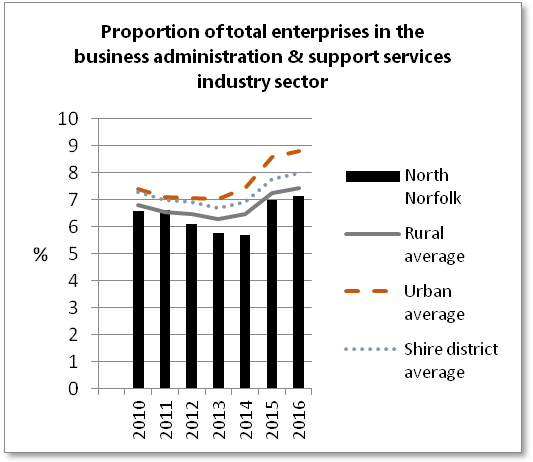 Proportion of total enterprises in the
business administration & support services
industry sector
10
9
8
7
6
5
4
3
2
1
0
%
2010
2011
2012
2013
2014
2015
2016
North
Norfolk
Rural
average
Urban
average
Shire district
average